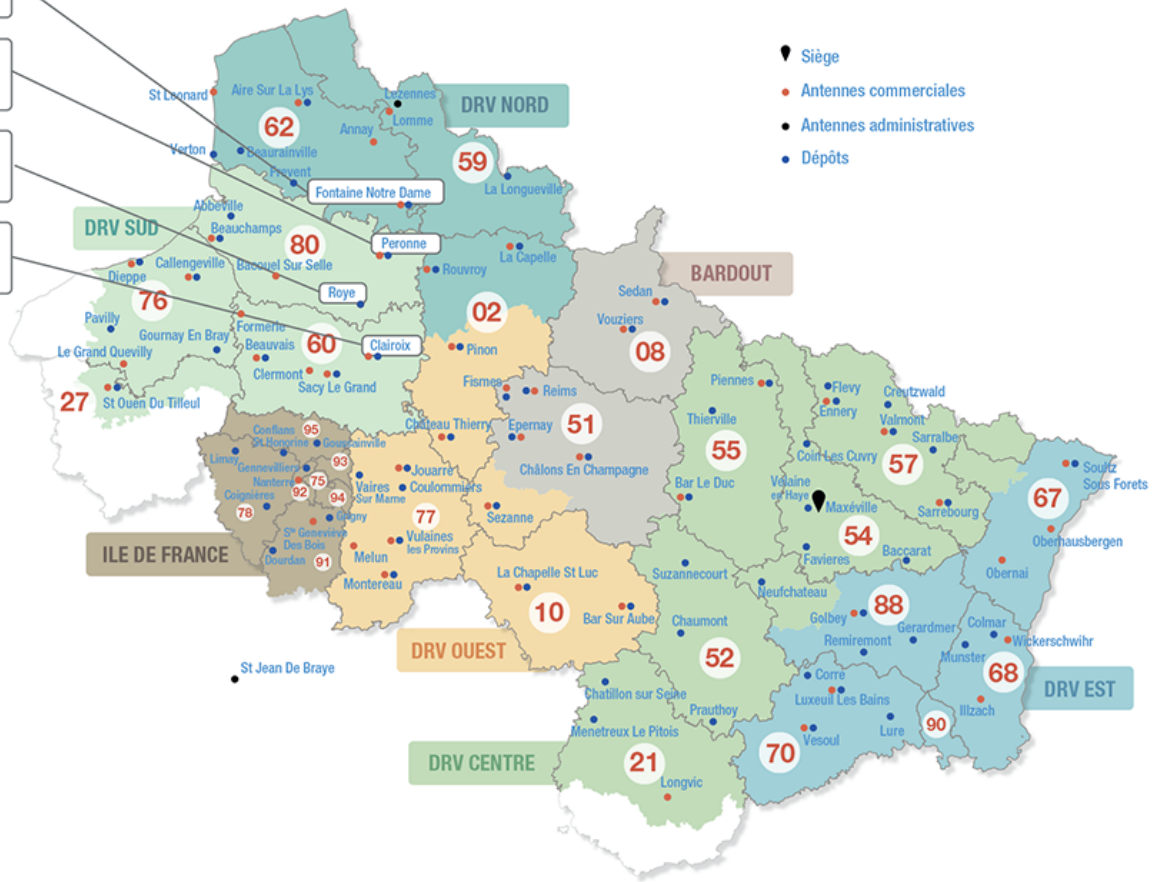 Siège
Antennes commerciales
Antennes administratives
Dépôts
DRV NORD
St Leonard
Aire Sur La Lys
Lezennes
Lomme
Annay
62
59
Verton
Beaurainville
Frevent
La Longueville
Fontaine Notre Dame
DRV SUD
Abbeville
Beauchamps
80
Peronne
La Capelle
Rouvroy
Dieppe
Callengeville
Bacouel Sur Selle
76
Roye
02
Pavilly
Gournay En Bray
Formerie
Beauvais
60
Clairoix
Le Grand Quevilly
Clermont
Sacy Le Grand
27
St Ouen Du Tilleul
Pinon
BARDOUT
Sedan
Vouziers
08
Fismes
Reims
Château Thierry
Epernay
51
Châlons En Champagne
Piennes
Flevy
Ennery
Creutzwald
Thierville
Valmont
Sarralbe
55
Coin Les Cuvry
57
Bar Le Duc
Velaine
en Haye
Maxéville
Sarrebourg
54
Favieres
Baccarat
67
Soultz
Sous Forets
Oberhausbergen
Obernai
Conflans
St Honorine
95
Goussainville
Limay
Gennevilliers
93
Nanterre
92
75
Coignières
94
78
Grigny
Ste Geneviève
Des Bois
Dourdan
91
ILE DE FRANCE
Jouarre
Vaires
Sur Marne
Coulommiers
77
Vulaines
les Provins
Melun
Montereau
Sezanne
La Chapelle St Luc
10
Bar Sur Aube
DRV OUEST
St Jean De Braye
Suzannecourt
Neufchateau
Chaumont
52
Golbey
88
Gerardmer
Remiremont
Colmar
Wickerschwihr
Munster
68
DRV EST
Illzach
Corre
Luxeuil Les Bains
Chatillon sur Seine
Prauthoy
Menetreux Le Pitois
Vesoul
Lure
90
70
DRV CENTRE
21
Longvic